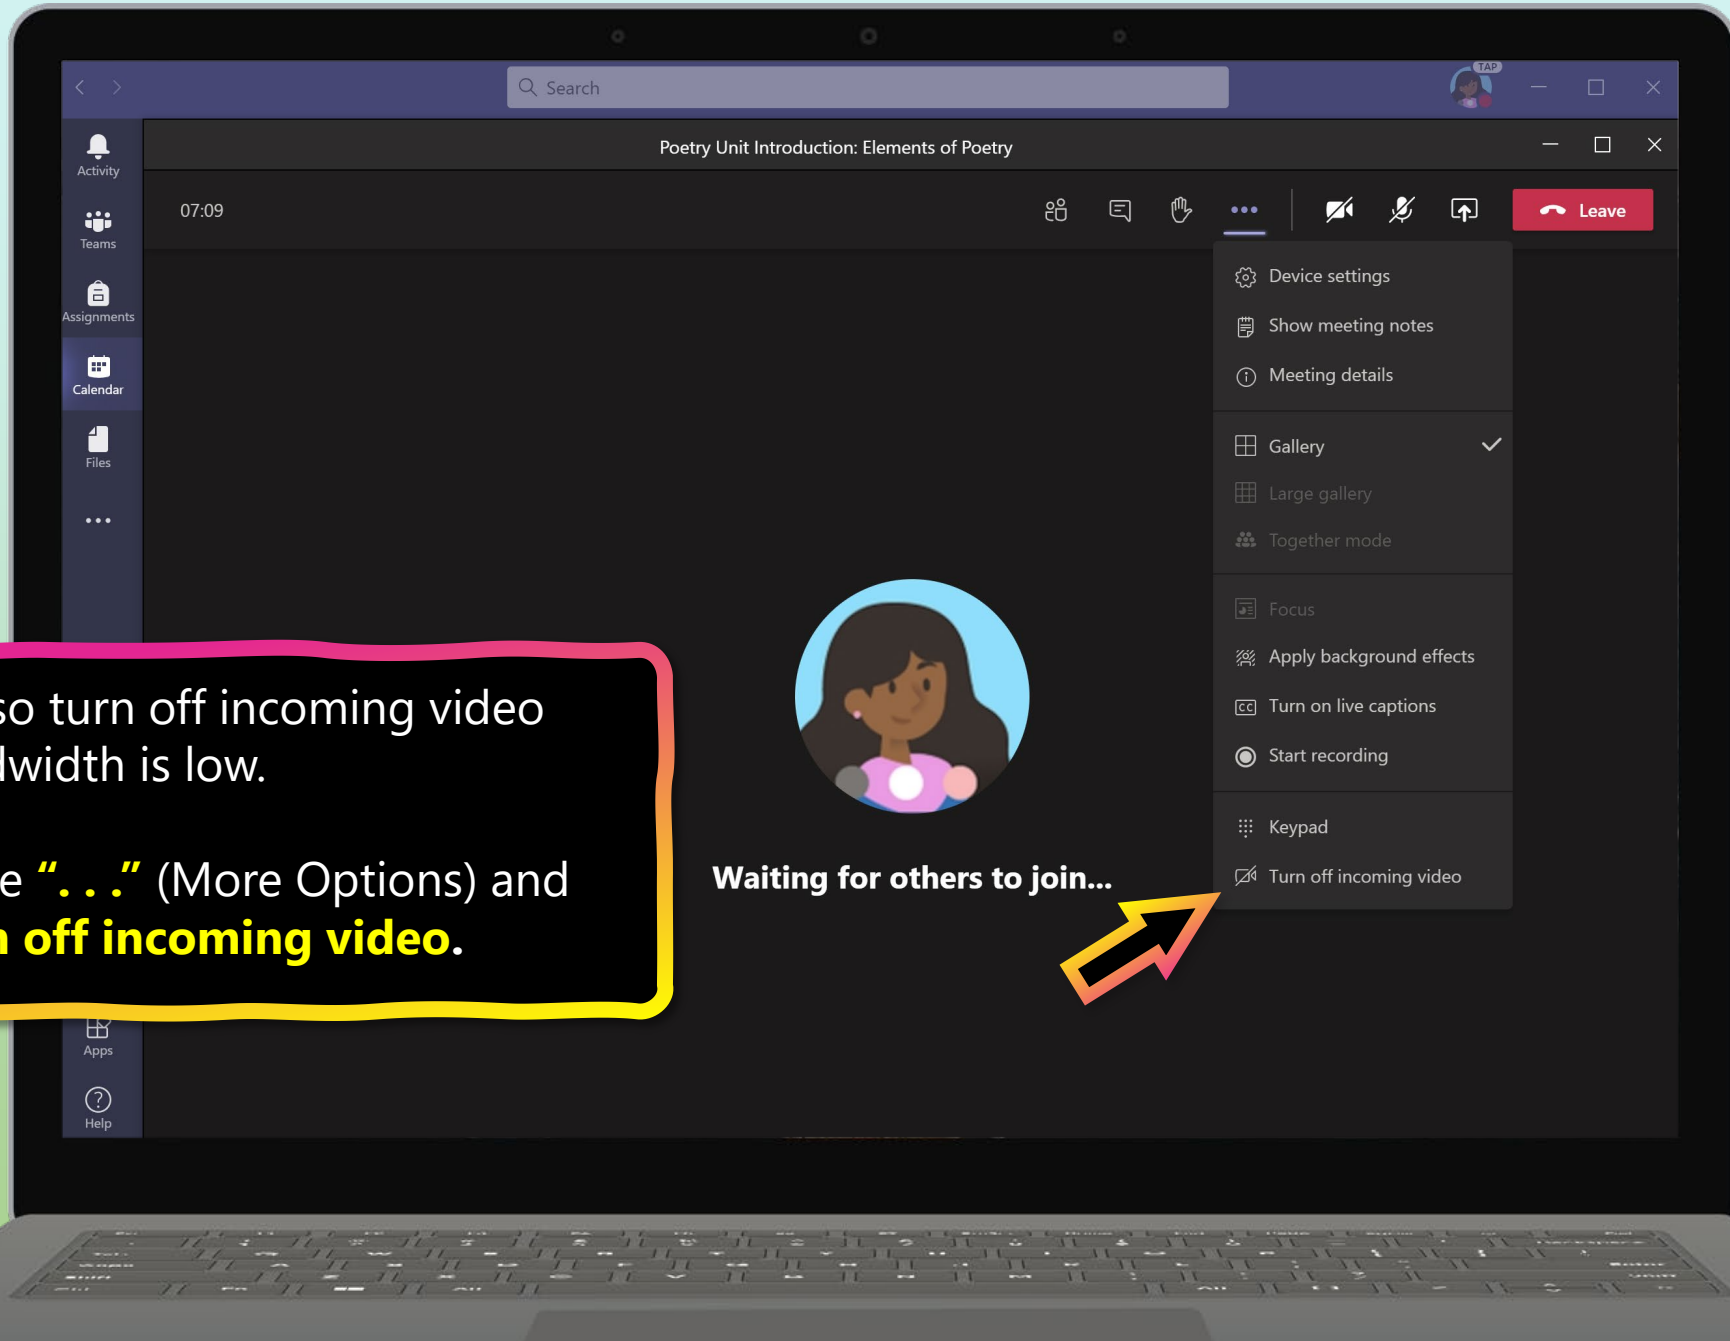 Search
TAP
Activity
Poetry Unit Introduction: Elements of Poetry
07:09
Leave
Teams
Assignments
Calendar
Files
Device settings
Show meeting notes
Meeting details
Gallery
Large gallery
Together mode
Focus
Apply background effects
Turn on live captions
Start recording
Keypad
Turn off incoming video
so turn off incoming video
dwidth is low.
e “. . .” (More Options) and
n off incoming video.
Waiting for others to join...
Apps
Help